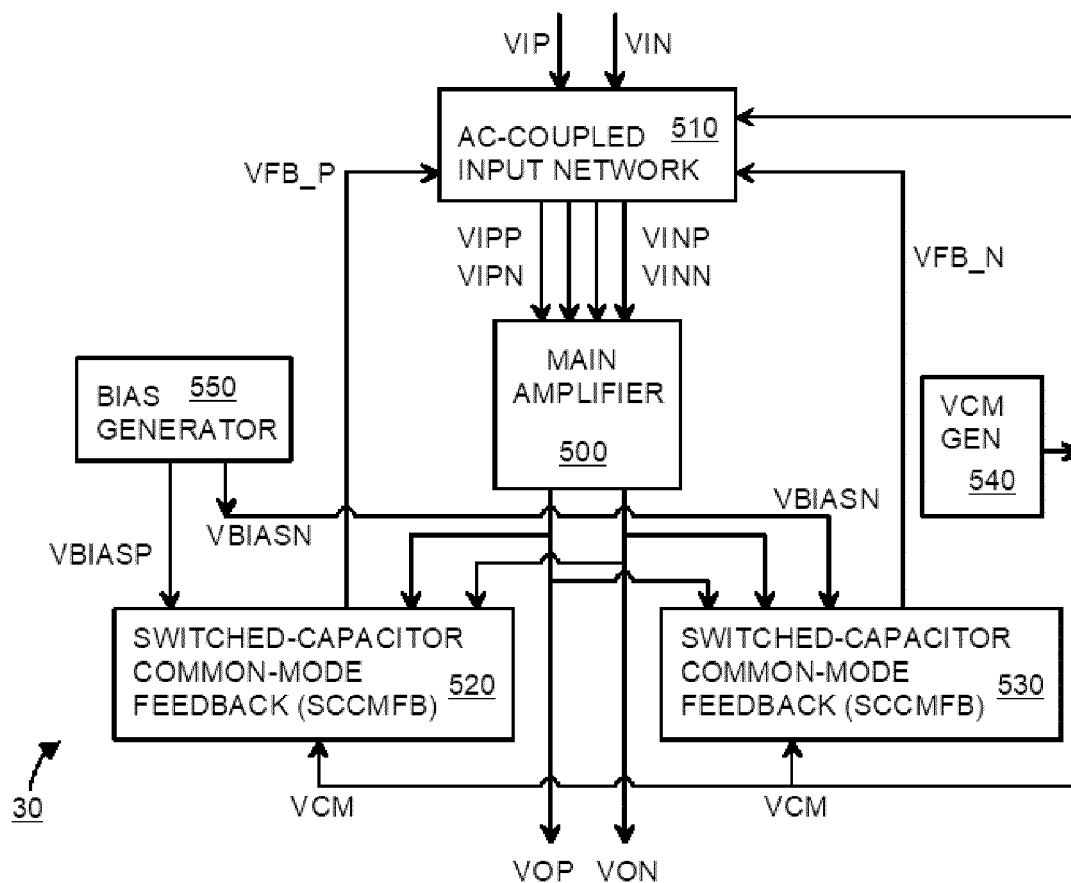 VIP VIN
AC-COUPLED 510
INPUT NETWORK
VFB_P
VIPP VINP
VIPN VINN
VFB_N
MAIN
AMPLIFIER
500
BIAS 550
GENERATOR
VCM
GEN
540
VBIASP
VBIASN
VBIASN
SWITCHED-CAPACITOR
COMMON-MODE
FEEDBACK (SCCMFB) 520
SWITCHED-CAPACITOR
COMMON-MODE
FEEDBACK (SCCMFB) 530
30
VCM
VCM
VOP VON